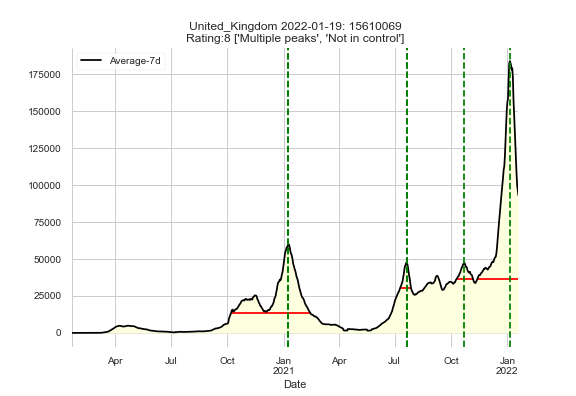 United_Kingdom 2022-01-19: 15610069
Rating:8 ['Multiple peaks', 'Not in control']
Average-7d
175000
150000
125000
100000
75000
50000
25000
0
Apr Jul Oct Jan Apr Jul Oct Jan
2021 2022
Date